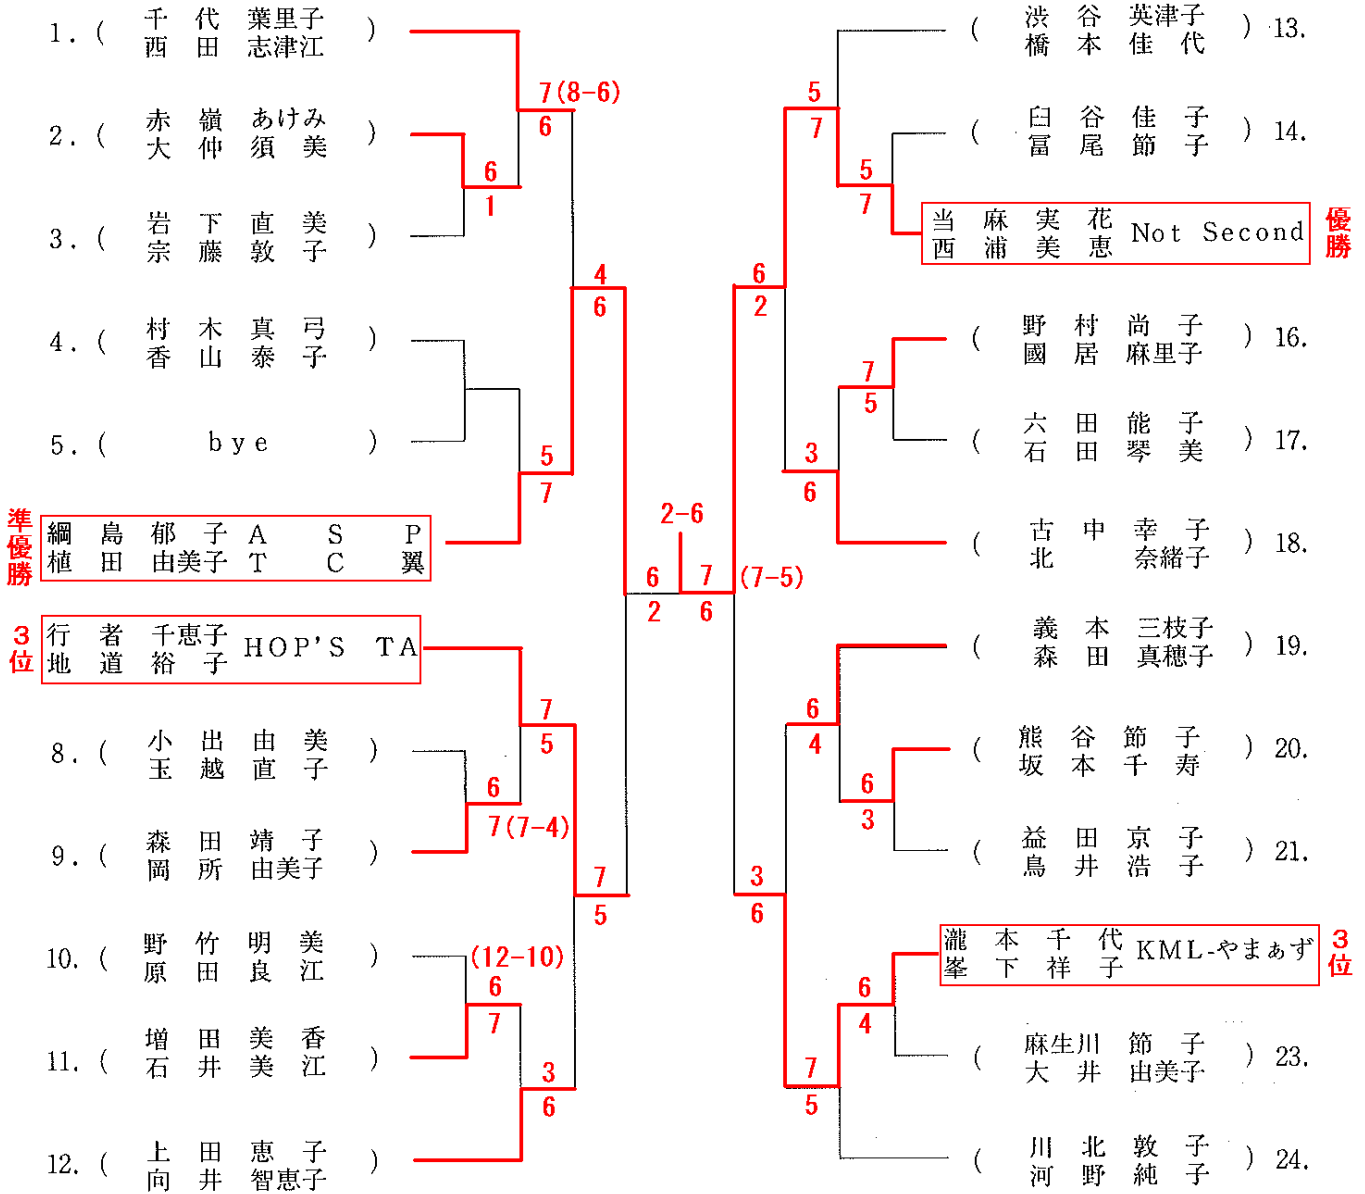 1. ( 千代 葉里子 )
西田 志津江
7(8-6)
6
2. ( 赤嶺 あけみ )
大仲 須美
6
1
3. ( 岩下 直美 )
宗藤 敦子
4
6
4. ( 村木 真弓 )
香山 泰子
5. ( bye )
5
7
準優勝
綱島 郁子 A S P
植田 由美子 T C 翼
2-6
6
2
3位
行者 千恵子 HOP'S TA
地道 裕子
7
5
8. ( 小出 由美 )
玉越 直子
6
7(7-4)
9. ( 森田 靖子 )
岡所 由美子
7
5
10. ( 野竹 明美 )
原田 良江
(12-10)
6
7
11. ( 増田 美香 )
石井 美江
3
6
12. ( 上田 恵子 )
向井 智恵子
( 渋谷 英津子 ) 13.
橋本 佳代
5
7
( 臼谷 佳子 ) 14.
冨尾 節子
5
7
当麻 実花 Not Second
西浦 美恵
優勝
6
2
( 野村 尚子 ) 16.
國居 麻里子
7
5
( 六田 能子 ) 17.
石田 琴美
3
6
( 古中 幸子 ) 18.
北 奈緒子
7(7-5)
6
( 義本 三枝子 ) 19.
森田 真穂子
6
4
( 熊谷 節子 ) 20.
坂本 千寿
6
3
( 益田 京子 ) 21.
鳥井 浩子
3
6
瀧本 千代 KML-やまぁず
峯下 祥子
3位
6
4
( 麻生川 節子 ) 23.
大井 由美子
7
5
( 川北 敦子 ) 24.
河野 純子